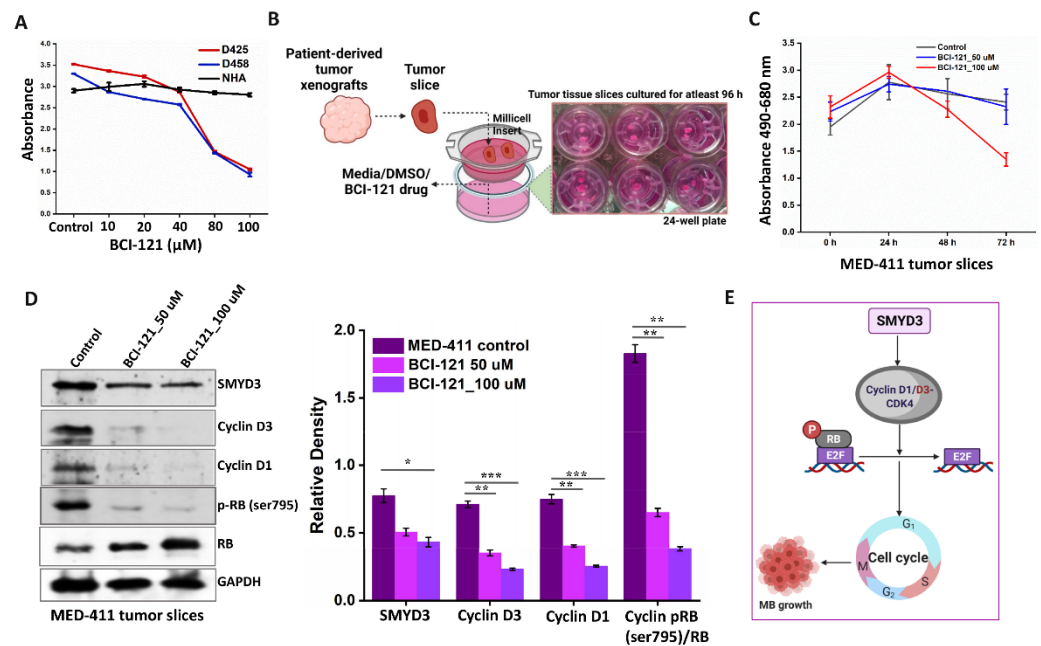 A
D425
D458
NHA
Absorbance
4.0
3.5
3.0
2.5
2.0
1.5
1.0
0.5
0.0
Control 10 20 40 80 100
BCI-121 (µM)
B
Patient-derived
tumor
xenografts
Tumor
slice
Millicell
Insert
Media/DMSO/
BCI-121 drug
Tumor tissue slices cultured for atleast 96 h
24-well plate
C
Control
BCI-121_50 uM
BCI-121_100 uM
Absorbance 490-680 nm
3.5
3.0
2.5
2.0
1.5
1.0
0.5
0.0
0 h 24 h 48 h 72 h
MED-411 tumor slices
D
Control
BCI-121_50 uM
BCI-121_100 uM
SMYD3
Cyclin D3
Cyclin D1
p-RB (ser795)
RB
GAPDH
MED-411 tumor slices
Relative Density
2.0
1.5
1.0
0.5
0.0
MED-411 control
BCI-121 50 uM
BCI-121_100 uM
*
***
**
***
**
**
**
SMYD3 Cyclin D3 Cyclin D1 Cyclin pRB
(ser795)/RB
E
SMYD3
Cyclin D1/D3-
CDK4
P
RB
E2F
E2F
G1
Cell cycle
M
S
G2
MB growth